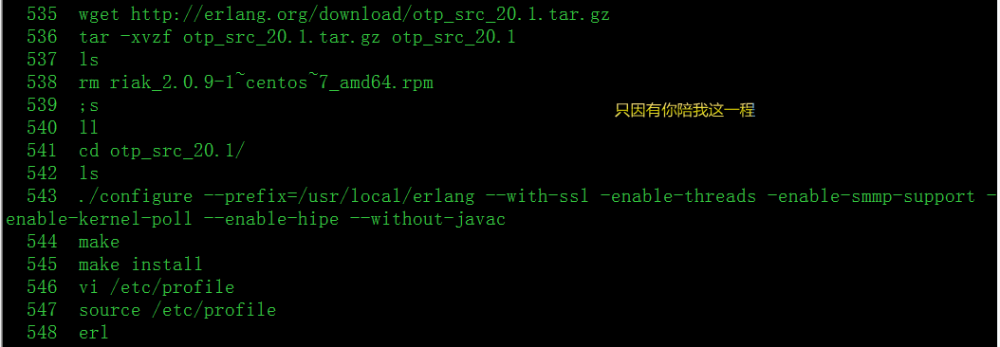 535 wget http://erlang.org/download/otp_src_20.1.tar.gz
536 tar -xvzf otp_src_20.1.tar.gz otp_src_20.1
537 ls
538 rm riak_2.0.9-1~centos~7_amd64.rpm
539 ;s
只因有你陪我这一程
540 ll
541 cd otp_src_20.1/
542 ls
543 ./configure --prefix=/usr/local/erlang --with-ssl -enable-threads -enable-smmp-support -
enable-kernel-poll --enable-hipe --without-javac
544 make
545 make install
546 vi /etc/profile
547 source /etc/profile
548 erl